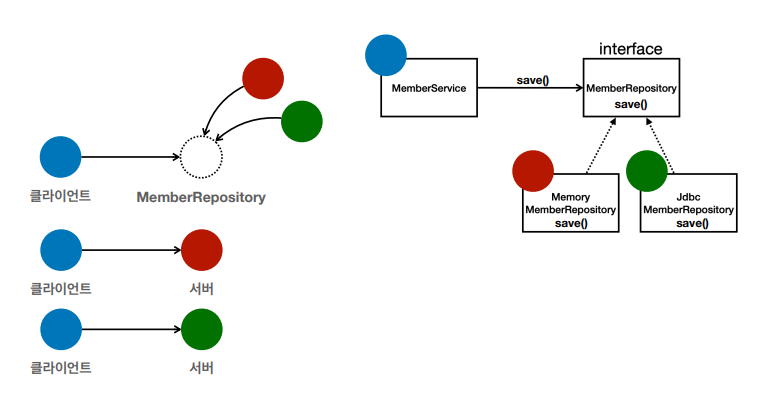 클라이언트
MemberRepository
클라이언트
서버
클라이언트
서버
MemberService
save()
interface
MemberRepository
save()
Memory
MemberRepository
save()
Jdbc
MemberRepository
save()